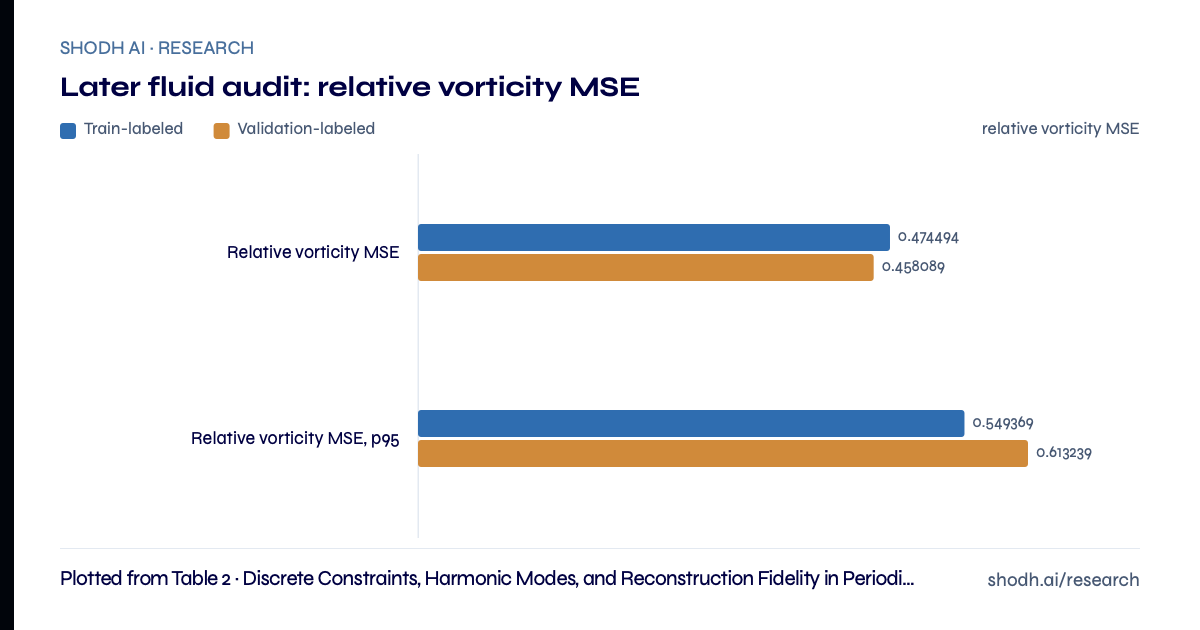 SHODH AI · RESEARCH
Later fluid audit: relative vorticity MSE
Train-labeled Validation-labeled relative vorticity MSE
Relative vorticity MSE
0.474494
0.458089
Relative vorticity MSE, p95
0.549369
0.613239
Plotted from Table 2 · Discrete Constraints, Harmonic Modes, and Reconstruction Fidelity in Periodi... shodh.ai/research